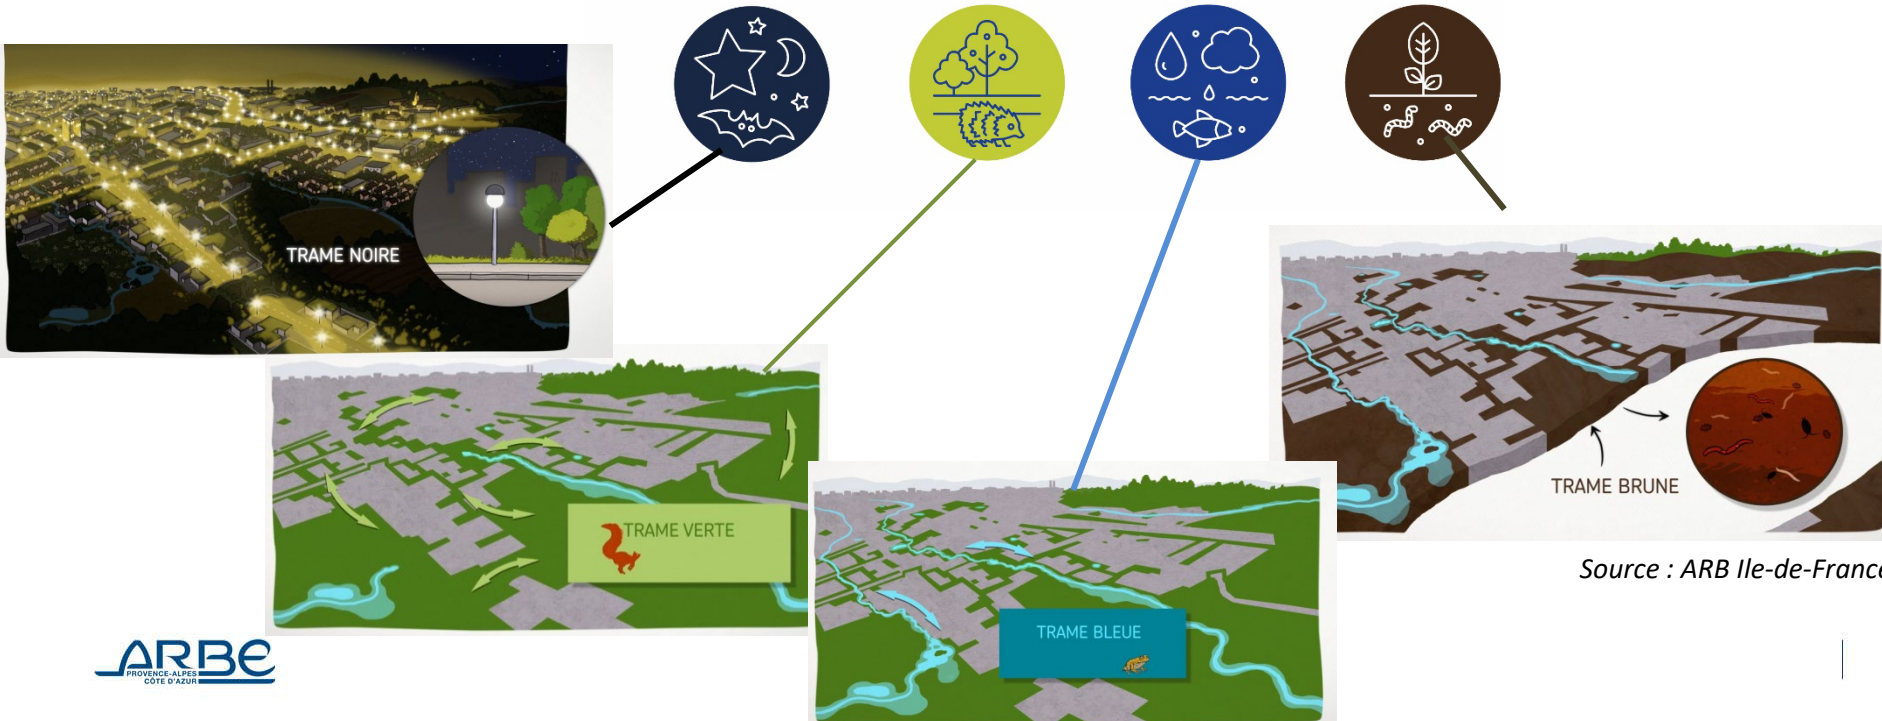 TRAME NOIRE
TRAME VERTE
TRAME BLEUE
TRAME BRUNE
Source : ARB Ile-de-France
ARBE
PROVENCE-ALPES
CÔTE D'AZUR